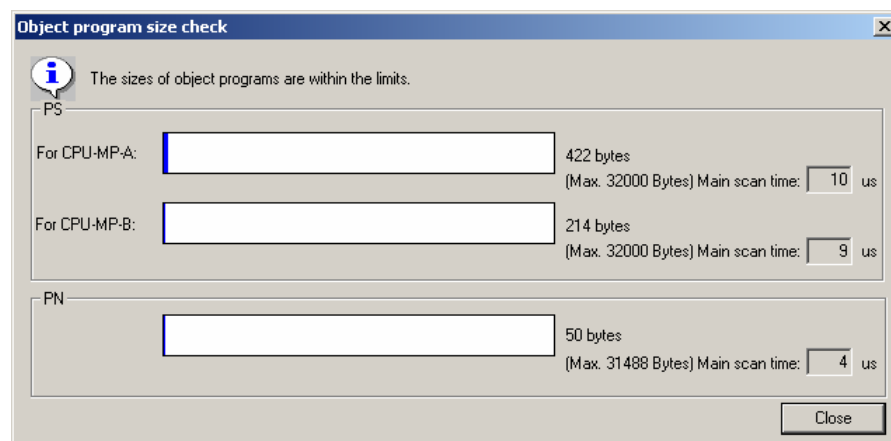 Object program size check
The sizes of object programs are within the limits.
PS
For CPU-MP-A:
422 bytes
(Max. 32000 Bytes) Main scan time: 10 us
For CPU-MP-B:
214 bytes
(Max. 32000 Bytes) Main scan time: 9 us
PN
50 bytes
(Max. 31488 Bytes) Main scan time: 4 us
Close